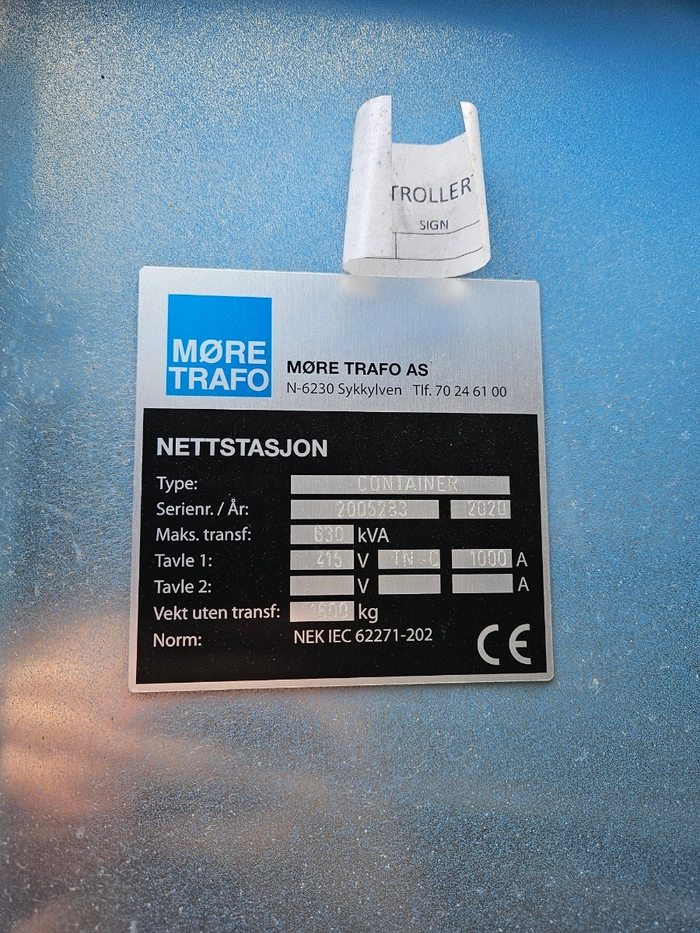 TROLLER
SIGN
MØRE
TRAFO
MØRE TRAFO AS
N-6230 Sykkylven Tlf. 70 24 61 00
NETTSTASJON
Type: CONTAINER
Serienr. / År: 2005283 2020
Maks. transf: 630 kVA
Tavle 1: 415 V TN-C 1000 A
Tavle 2: V A
Vekt uten transf: kg
Norm: NEK IEC 62271-202
CE